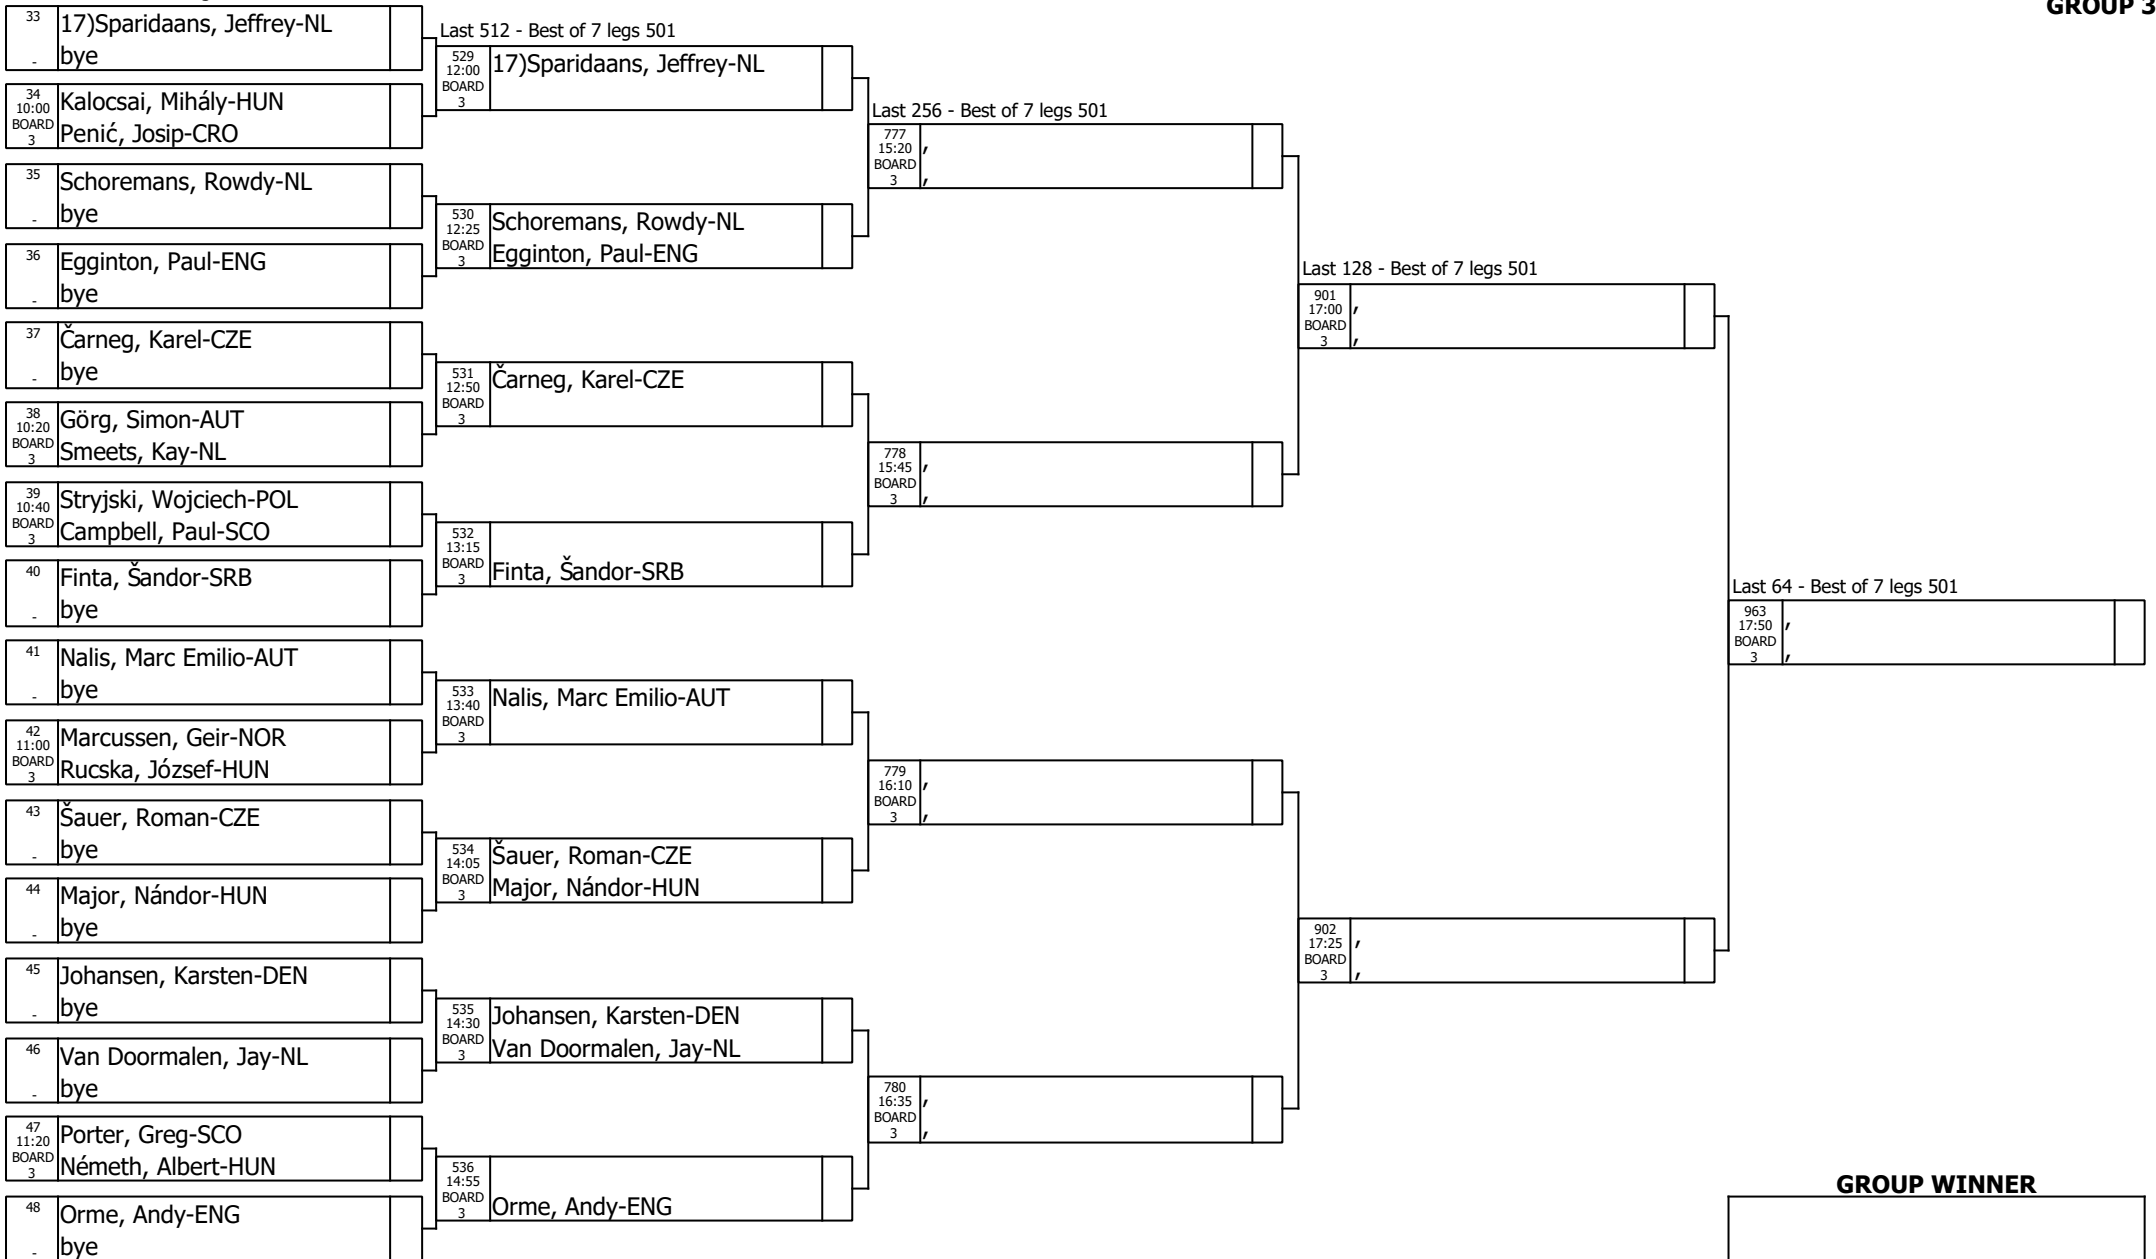 GROUP 3
33
17)Sparidaans, Jeffrey-NL
-
bye
34
10:00
BOARD
3
Kalocsai, Mihály-HUN
Penić, Josip-CRO
35
Schoremans, Rowdy-NL
-
bye
36
Egginton, Paul-ENG
-
bye
37
Čarneg, Karel-CZE
-
bye
38
10:20
BOARD
3
Görg, Simon-AUT
Smeets, Kay-NL
39
10:40
BOARD
3
Stryjski, Wojciech-POL
Campbell, Paul-SCO
40
Finta, Šandor-SRB
-
bye
41
Nalis, Marc Emilio-AUT
-
bye
42
11:00
BOARD
3
Marcussen, Geir-NOR
Rucska, József-HUN
43
Šauer, Roman-CZE
-
bye
44
Major, Nándor-HUN
-
bye
45
Johansen, Karsten-DEN
-
bye
46
Van Doormalen, Jay-NL
-
bye
47
11:20
BOARD
3
Porter, Greg-SCO
Németh, Albert-HUN
48
Orme, Andy-ENG
-
bye
Last 512 - Best of 7 legs 501
529
12:00
BOARD
3
17)Sparidaans, Jeffrey-NL
530
12:25
BOARD
3
Schoremans, Rowdy-NL
Egginton, Paul-ENG
531
12:50
BOARD
3
Čarneg, Karel-CZE
532
13:15
BOARD
3
Finta, Šandor-SRB
533
13:40
BOARD
3
Nalis, Marc Emilio-AUT
534
14:05
BOARD
3
Šauer, Roman-CZE
Major, Nándor-HUN
535
14:30
BOARD
3
Johansen, Karsten-DEN
Van Doormalen, Jay-NL
536
14:55
BOARD
3
Orme, Andy-ENG
Last 256 - Best of 7 legs 501
777
15:20
BOARD
3
,
,
778
15:45
BOARD
3
,
,
779
16:10
BOARD
3
,
,
780
16:35
BOARD
3
,
,
Last 128 - Best of 7 legs 501
901
17:00
BOARD
3
,
,
902
17:25
BOARD
3
,
,
Last 64 - Best of 7 legs 501
963
17:50
BOARD
3
,
,
GROUP WINNER